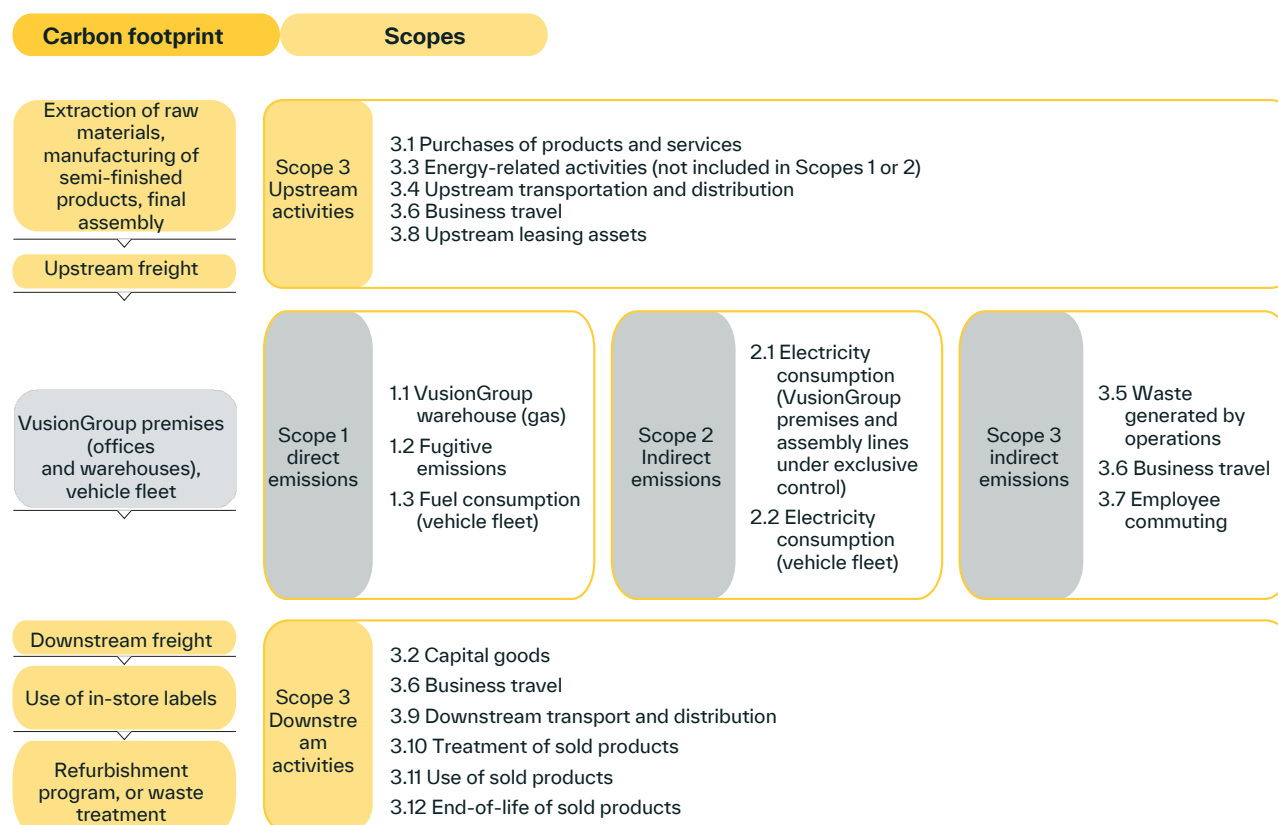 Carbon footprint
Scopes
Extraction of raw
materials,
manufacturing of
semi-finished
products, final
assembly
Upstream freight
Scope 3
Upstream
activities
3.1 Purchases of products and services
3.3 Energy-related activities (not included in Scopes 1 or 2)
3.4 Upstream transportation and distribution
3.6 Business travel
3.8 Upstream leasing assets
VusionGroup premises
(offices
and warehouses),
vehicle fleet
Scope 1
direct
emissions
1.1 VusionGroup
warehouse (gas)
1.2 Fugitive
emissions
1.3 Fuel consumption
(vehicle fleet)
Scope 2
Indirect
emissions
2.1 Electricity
consumption
(VusionGroup
premises and
assembly lines
under exclusive
control)
2.2 Electricity
consumption
(vehicle fleet)
Scope 3
indirect
emissions
3.5 Waste
generated by
operations
3.6 Business travel
3.7 Employee
commuting
Downstream freight
Use of in-store labels
Refurbishment
program, or waste
treatment
Scope 3
Downstre
am
activities
3.2 Capital goods
3.6 Business travel
3.9 Downstream transport and distribution
3.10 Treatment of sold products
3.11 Use of sold products
3.12 End-of-life of sold products